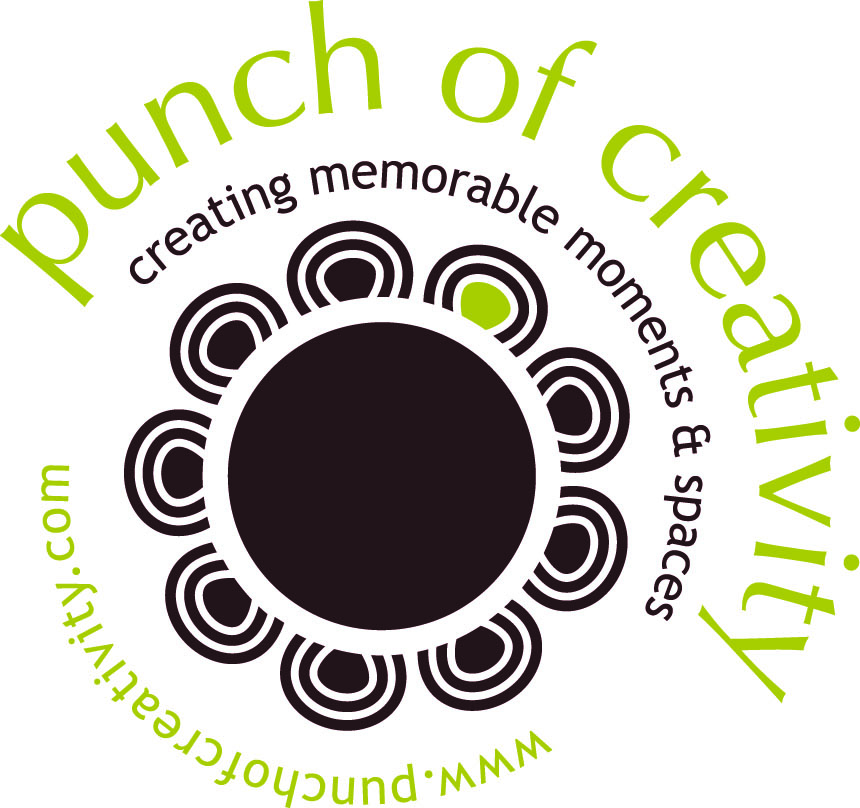 punch of creativity
creating memorable moments & spaces
www.punchofcreativity.com